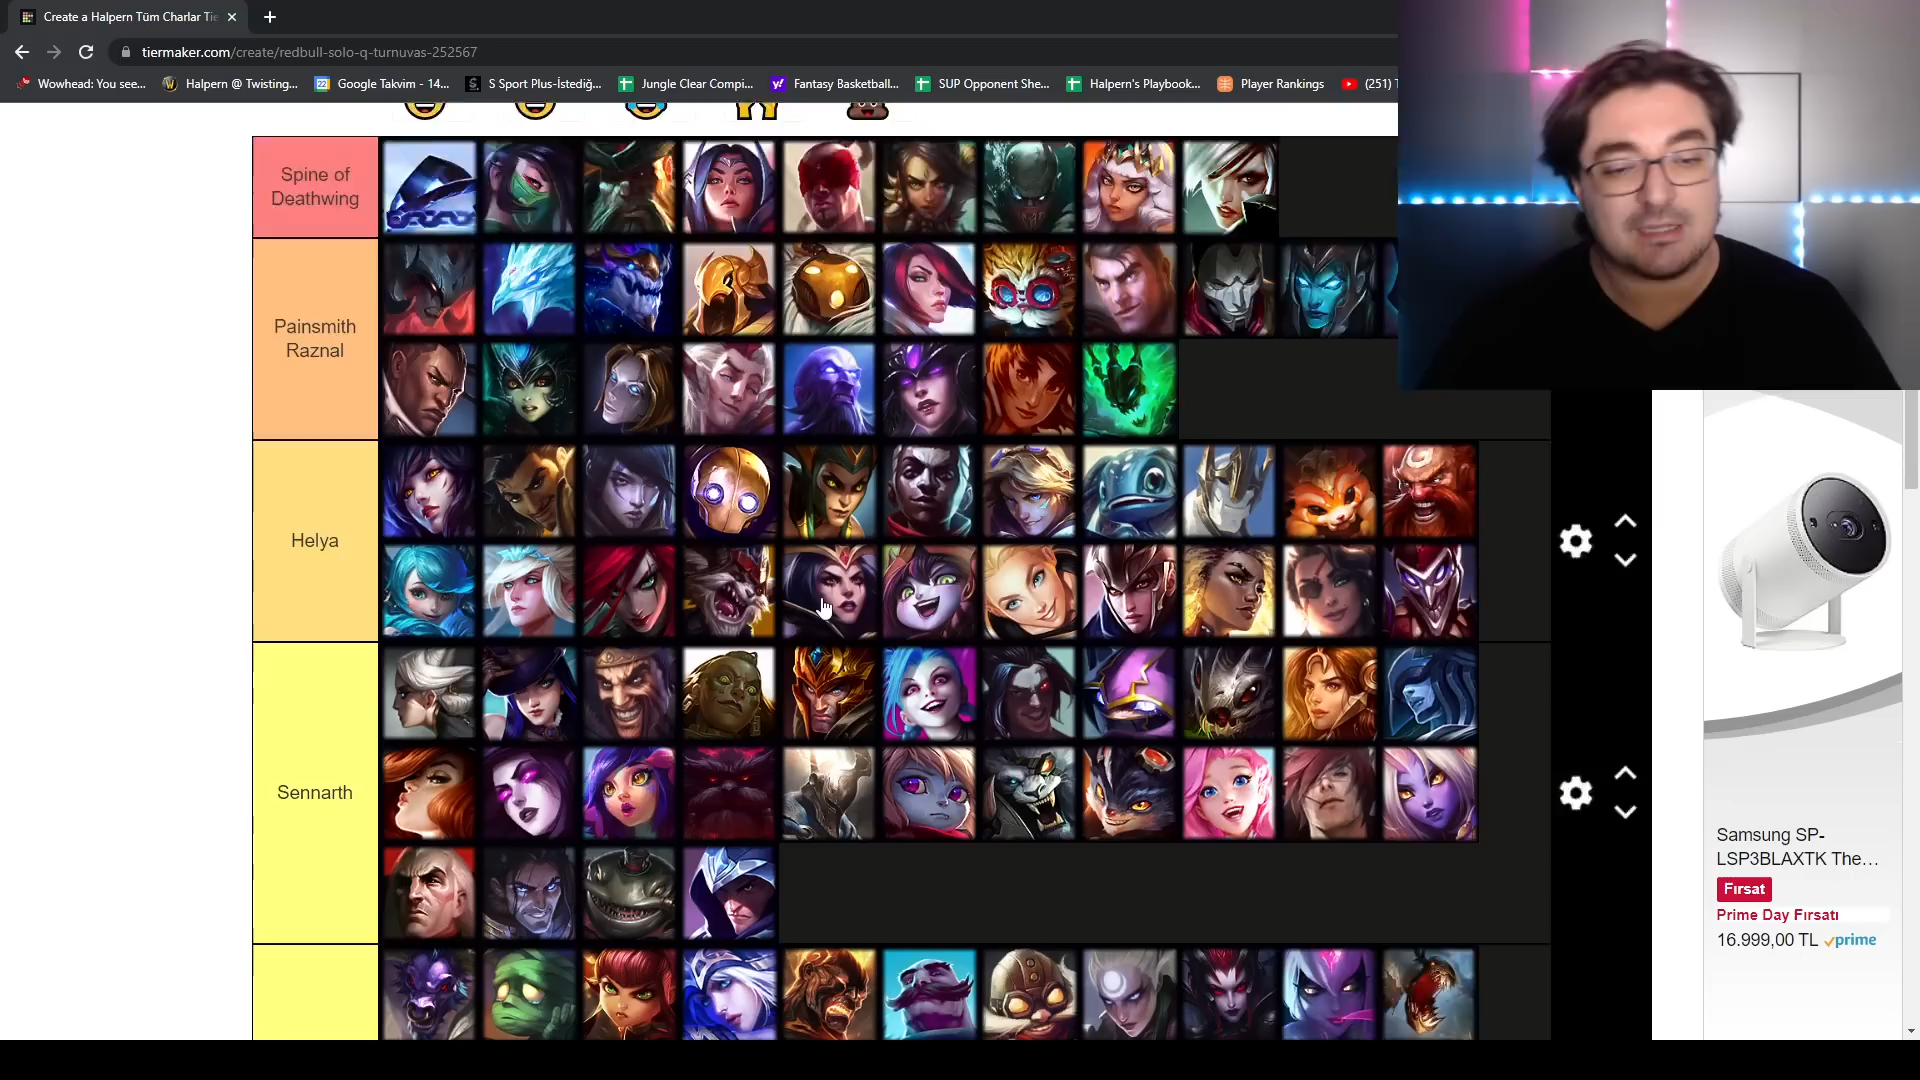 Create a Halpern Tüm Charlar Tie
tiermaker.com/create/redbull-solo-q-turnuvas-252567
Wowhead: You see...
Halpern @ Twisting...
22
Google Takvim - 14...
S Sport Plus-İstediğ...
Jungle Clear Compi...
Fantasy Basketball...
SUP Opponent She...
Halpern's Playbook...
Player Rankings
(251) T
Spine of
Deathwing
Painsmith
Raznal
Helya
Sennarth
Samsung SP-
LSP3BLAXTK The...
Fırsat
Prime Day Fırsatı
16.999,00 TL prime